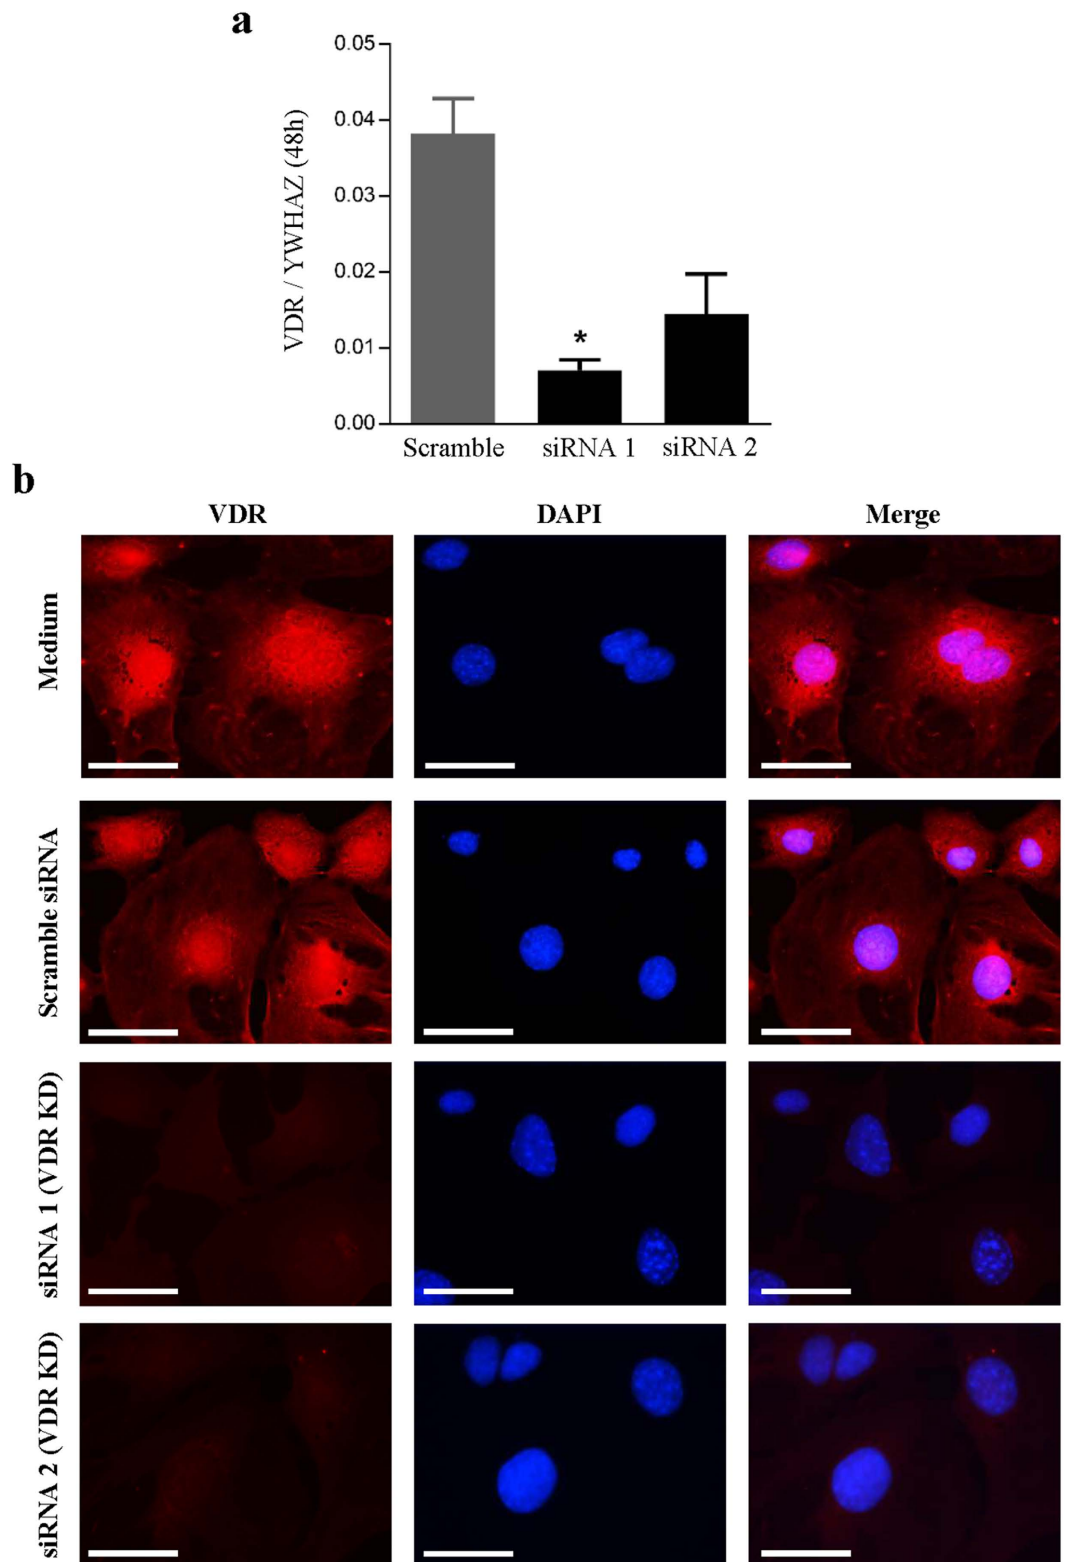 a
0.05
0.04
0.03
0.02
0.01
0.00
VDR / YWHAZ (48h)
*
Scramble siRNA 1 siRNA 2
b
VDR DAPI Merge
Medium
Scramble siRNA
siRNA 1 (VDR KD)
siRNA 2 (VDR KD)